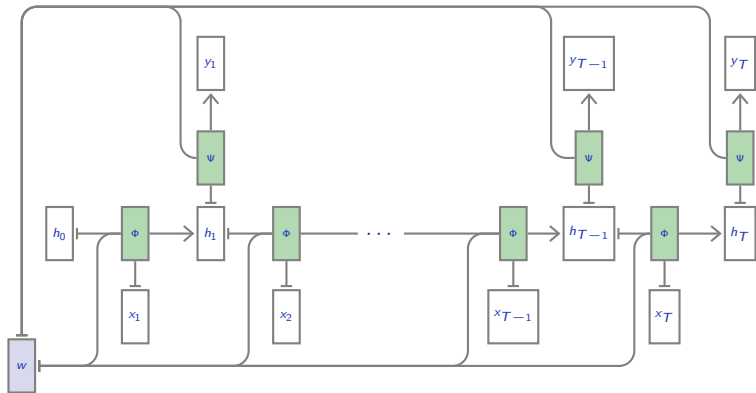 y₁ yT−1 yT
Ψ Ψ Ψ
h₀ Φ h₁ Φ . . . Φ hT−1 Φ hT
x₁ x₂ xT−1 xT
w